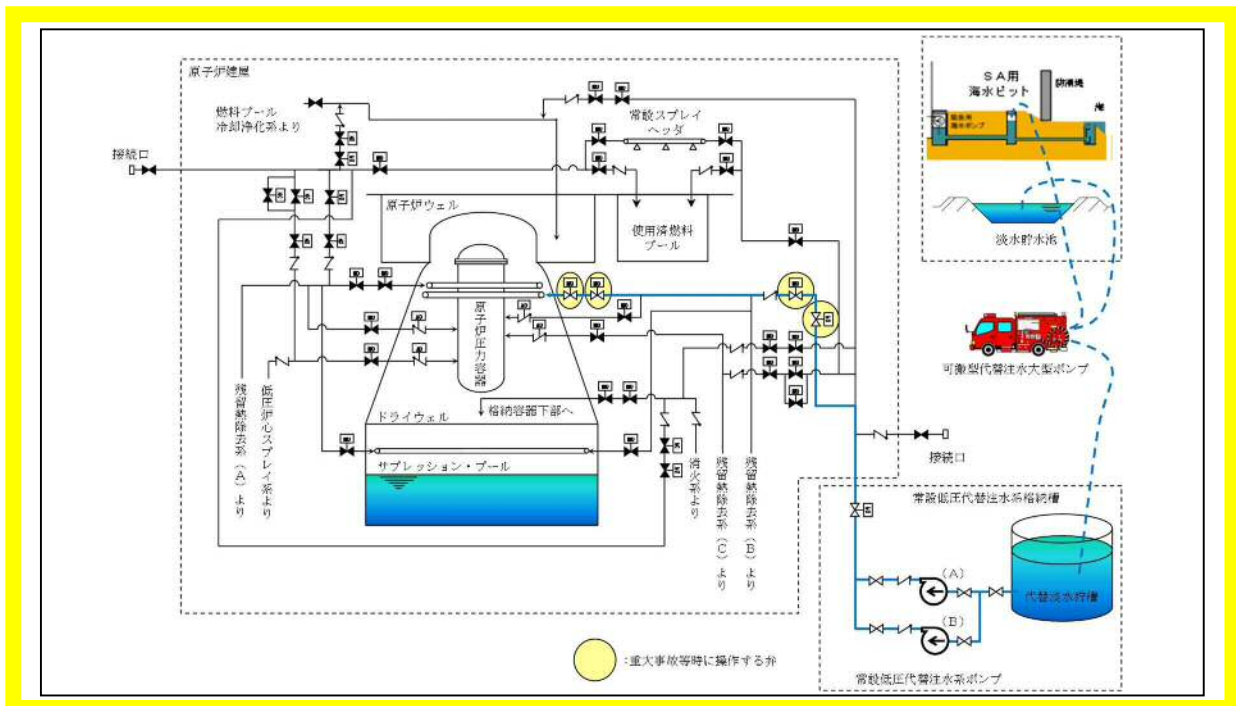 原子炉建屋
燃料プール
冷却浄化系より
接続口
常設スプレイ
ヘッダ
原子炉ウェル
使用済燃料
プール
原子炉圧力容器
残留熱除去系(A)より
低圧炉心スプレイ系より
格納容器下部へ
ドライウェル
サプレッション・プール
消火系より
残留熱除去系(C)より
残留熱除去系(B)より
SA用
海水ピット
防潮堤
海
緊急用
海水ポンプ
淡水貯水池
可搬型代替注水大型ポンプ
接続口
常設低圧代替注水系格納槽
(A)
(B)
代替淡水貯槽
常設低圧代替注水系ポンプ
:重大事故等時に操作する弁